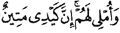 وَأُمْلِي لَهُمْ ۚ إِنَّ كَيْدِى مَتِينٌ